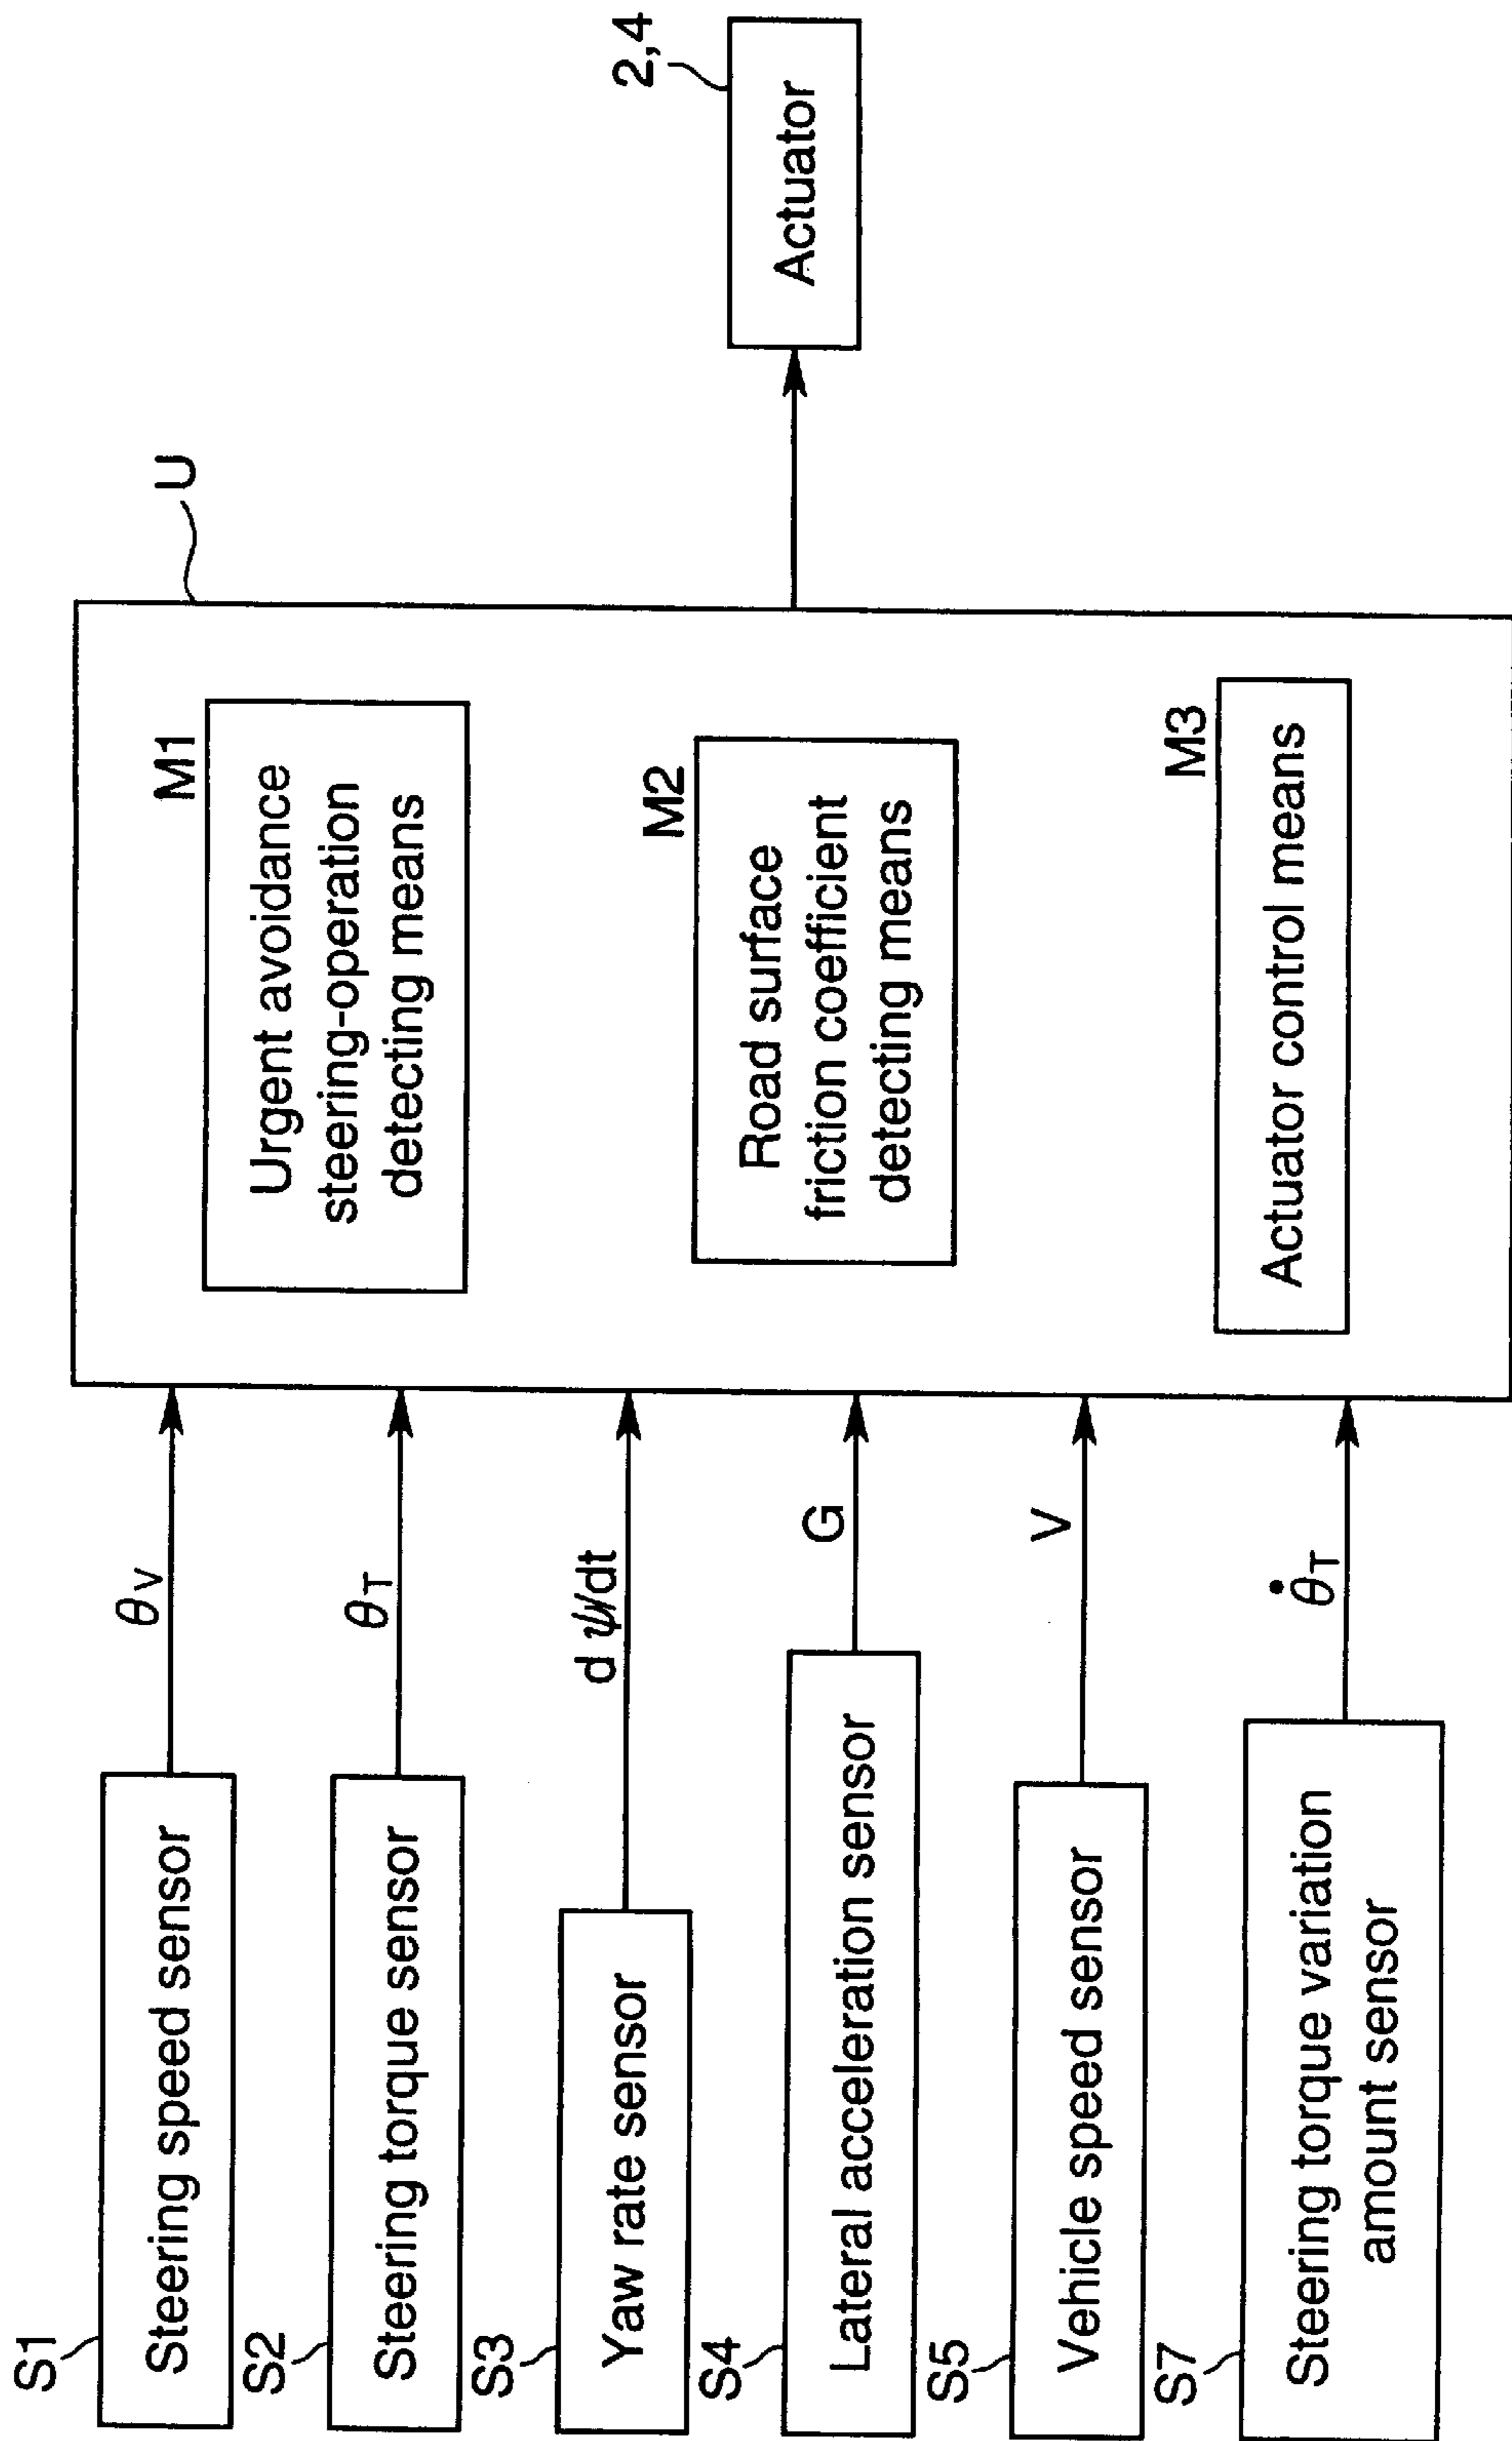 S1
Steering speed sensor
θV
S2
Steering torque sensor
θT
S3
Yaw rate sensor
d ψ/dt
S4
Lateral acceleration sensor
G
S5
Vehicle speed sensor
V
S7
Steering torque variation
amount sensor
θ̇T
U
M1
Urgent avoidance
steering-operation
detecting means
M2
Road surface
friction coefficient
detecting means
M3
Actuator control means
2,4
Actuator